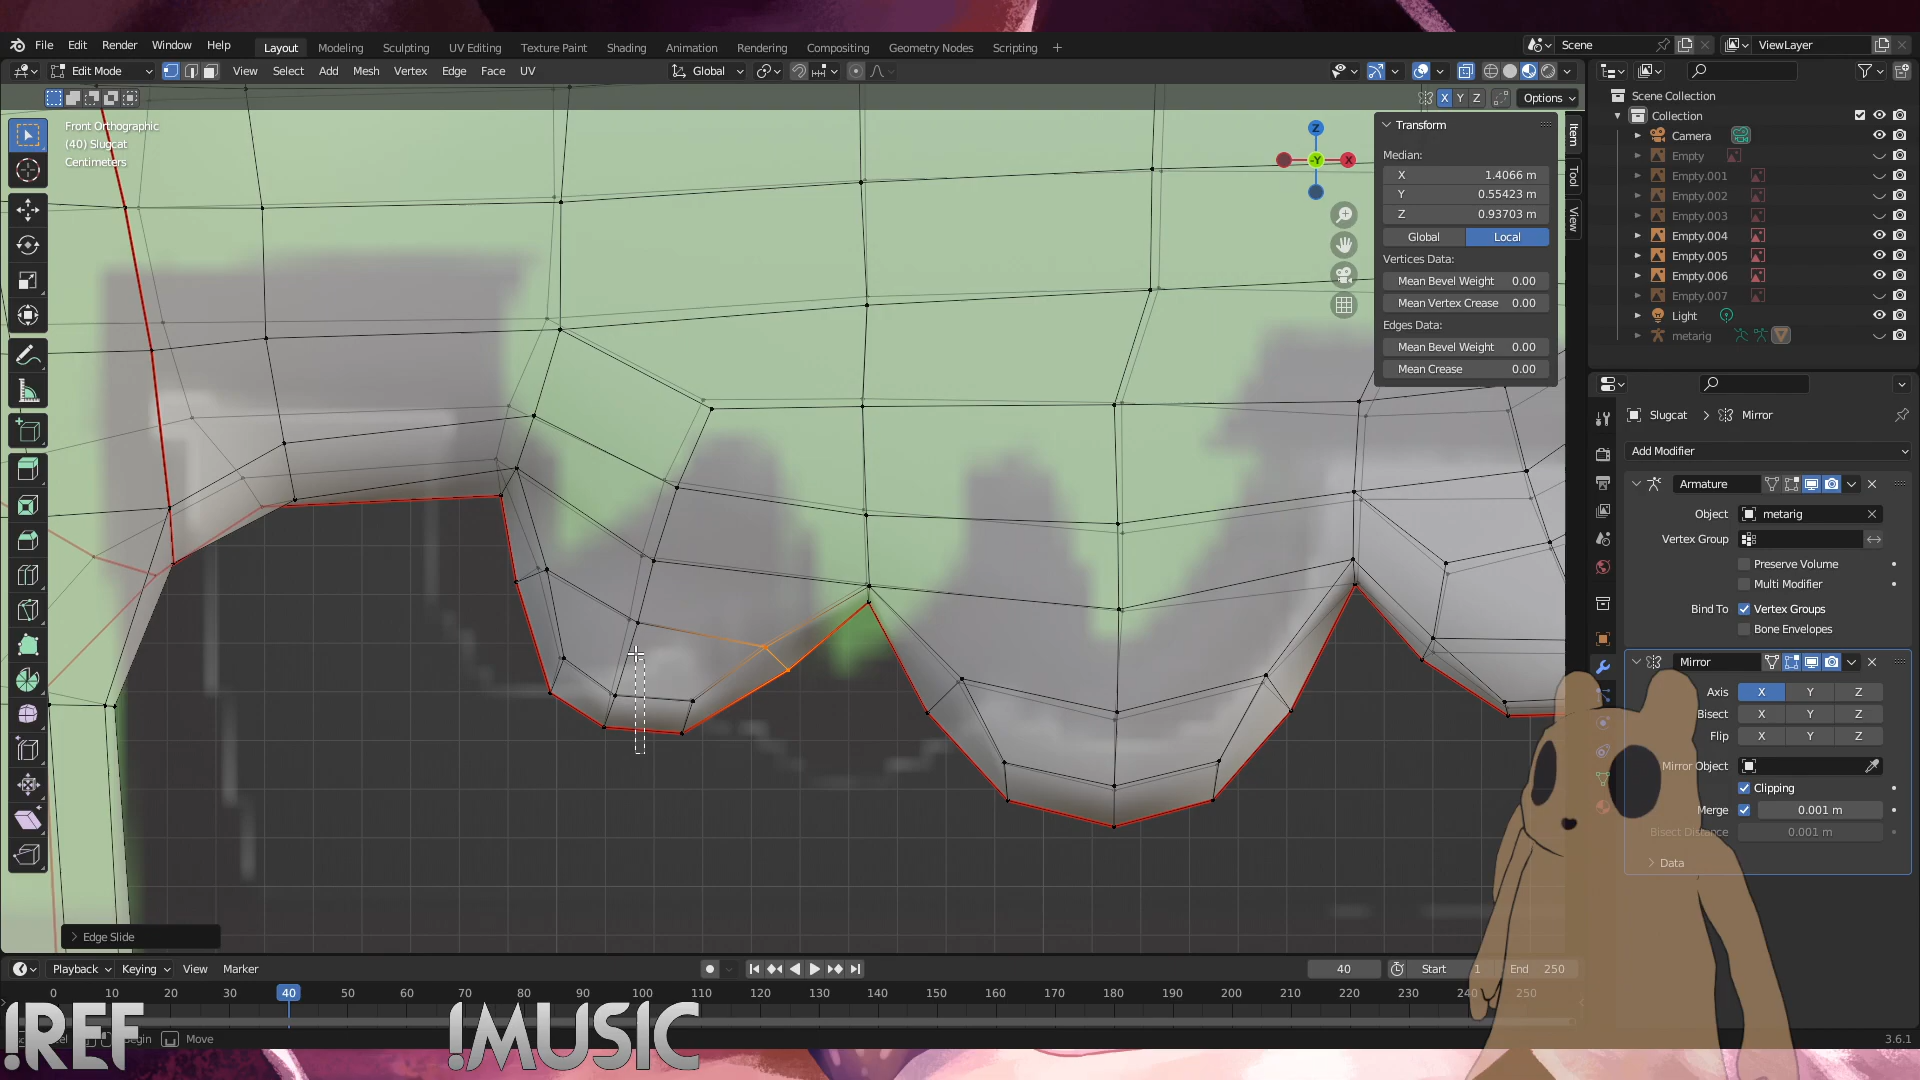 File Edit Render Window Help Layout Modeling Sculpting UV Editing Texture Paint Shading Animation Rendering Compositing Geometry Nodes Scripting + Scene ViewLayer
Edit Mode View Select Add Mesh Vertex Edge Face UV Global
X Y Z Options
Front Orthographic
(40) Slugcat
Centimeters
Z
-Y X
Transform
Median:
X 1.4066 m
Y 0.55423 m
Z 0.93703 m
Global Local
Vertices Data:
Mean Bevel Weight 0.00
Mean Vertex Crease 0.00
Edges Data:
Mean Bevel Weight 0.00
Mean Crease 0.00
Item
Tool
View
Scene Collection
Collection
Camera
Empty
Empty.001
Empty.002
Empty.003
Empty.004
Empty.005
Empty.006
Empty.007
Light
metarig
Slugcat > Mirror
Add Modifier
Armature
Object metarig
Vertex Group
Preserve Volume
Multi Modifier
Bind To Vertex Groups
Bone Envelopes
Mirror
Axis X Y Z
Bisect X Y Z
Flip X Y Z
Mirror Object
Clipping
Merge 0.001 m
Bisect Distance 0.001 m
Data
Edge Slide
Playback Keying View Marker 40 Start 1 End 250
0 10 20 30 40 50 60 70 80 90 100 110 120 130 140 150 160 170 180 190 200 210 220 230 240 250
!REF !MUSIC
Move
3.6.1